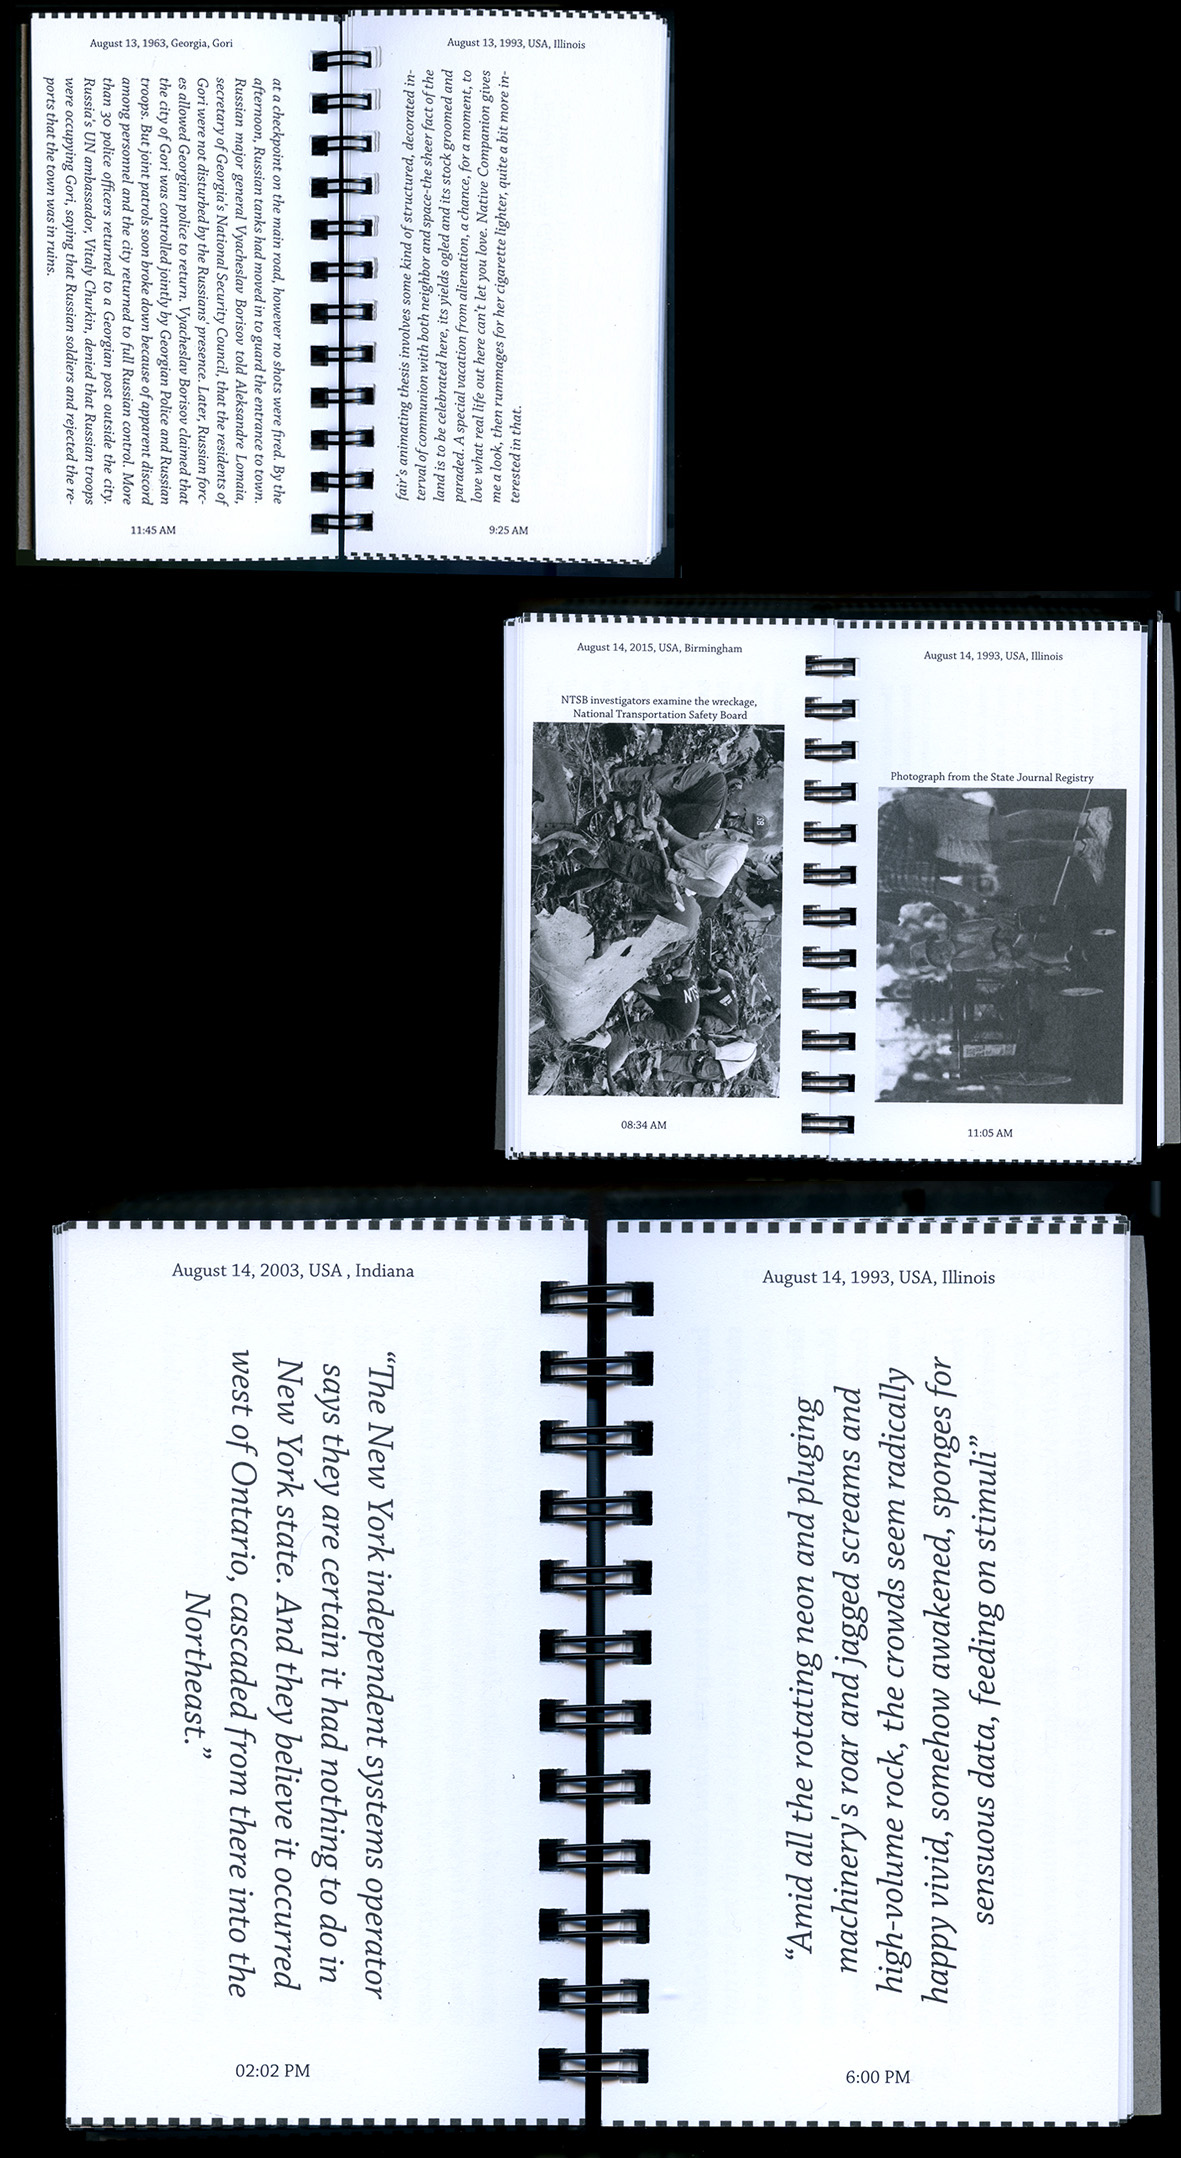 August 13, 1963, Georgia, Gori
at a checkpoint on the main road, however no shots were fired. By the
afternoon, Russian tanks had moved in to guard the entrance to town.
Russian major general Vyacheslav Borisov told Aleksandre Lomaia,
secretary of Georgia's National Security Council, that the residents of
Gori were not disturbed by the Russians' presence. Later, Russian forc-
es allowed Georgian police to return. Vyacheslav Borisov claimed that
the city of Gori was controlled jointly by Georgian Police and Russian
troops. But joint patrols soon broke down because of apparent discord
among personnel and the city returned to full Russian control. More
than 30 police officers returned to a Georgian post outside the city.
Russia's UN ambassador, Vitaly Churkin, denied that Russian troops
were occupying Gori, saying that Russian soldiers and rejected the re-
ports that the town was in ruins.
11:45 AM
August 13, 1993, USA, Illinois
fair's animating thesis involves some kind of structured, decorated in-
terval of communion with both neighbor and space-the sheer fact of the
land is to be celebrated here, its yields ogled and its stock groomed and
paraded. A special vacation from alienation, a chance, for a moment, to
love what real life out here can't let you love. Native Companion gives
me a look, then rummages for her cigarette lighter, quite a bit more in-
terested in that.
9:25 AM
August 14, 2015, USA, Birmingham
NTSB investigators examine the wreckage,
National Transportation Safety Board
NTS
08:34 AM
August 14, 1993, USA, Illinois
Photograph from the State Journal Registry
11:05 AM
August 14, 2003, USA , Indiana
“The New York independent systems operator
says they are certain it had nothing to do in
New York state. And they believe it occurred
west of Ontario, cascaded from there into the
Northeast.”
02:02 PM
August 14, 1993, USA, Illinois
“Amid all the rotating neon and pluging
machinery's roar and jagged screams and
high-volume rock, the crowds seem radically
happy vivid, somehow awakened, sponges for
sensuous data, feeding on stimuli”
6:00 PM